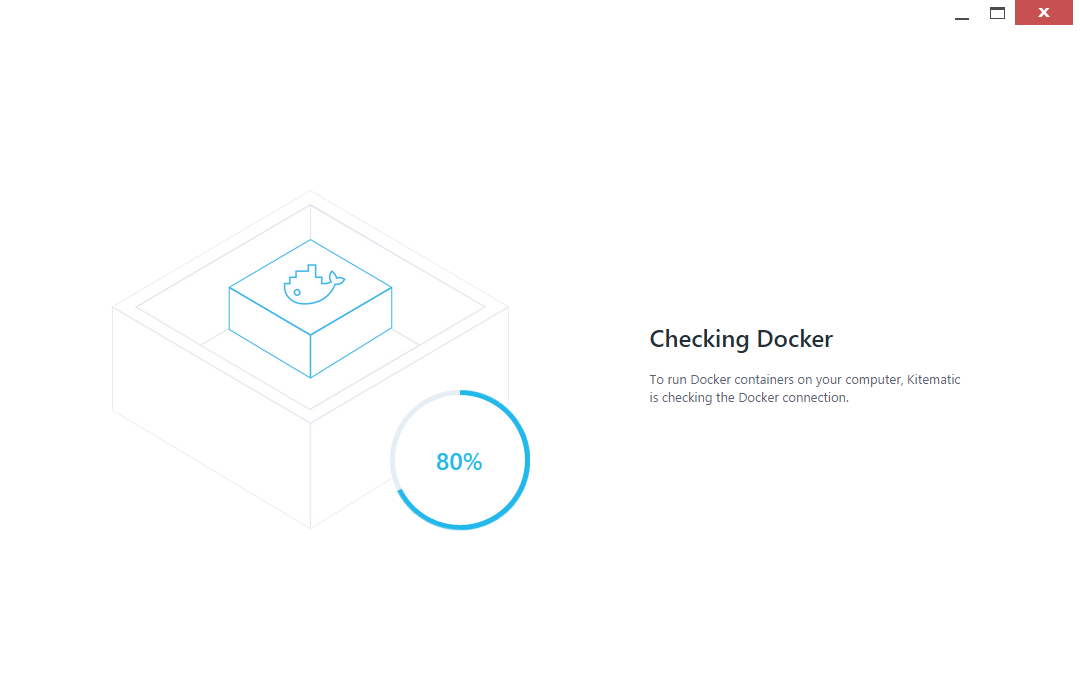 Checking Docker
To run Docker containers on your computer, Kitematic
is checking the Docker connection.
80%